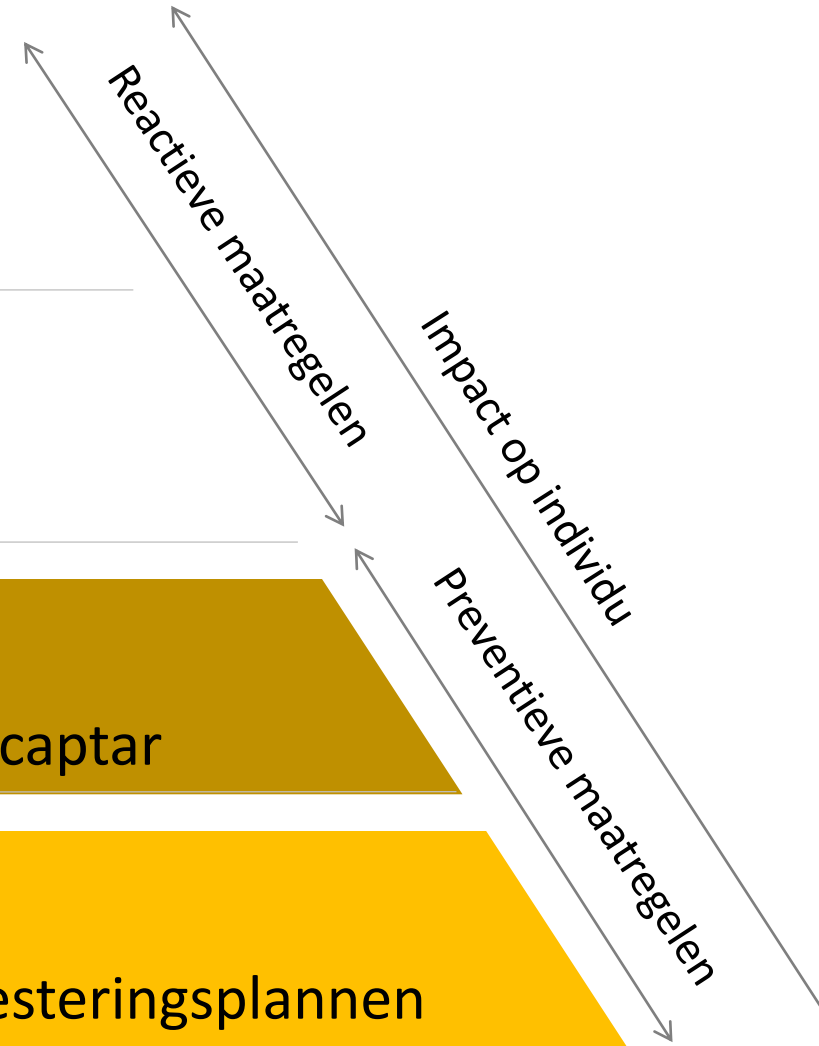 Reactieve maatregelen
Impact op individu
Preventieve maatregelen
captar
esteringsplannen